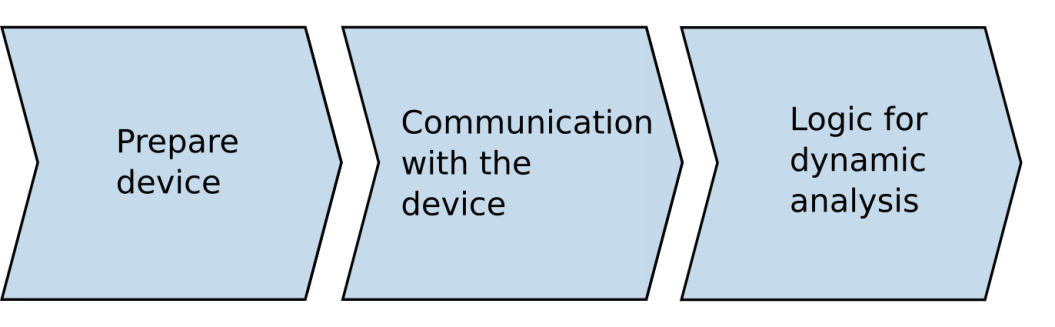 Prepare
device
Communication
with the
device
Logic for
dynamic
analysis